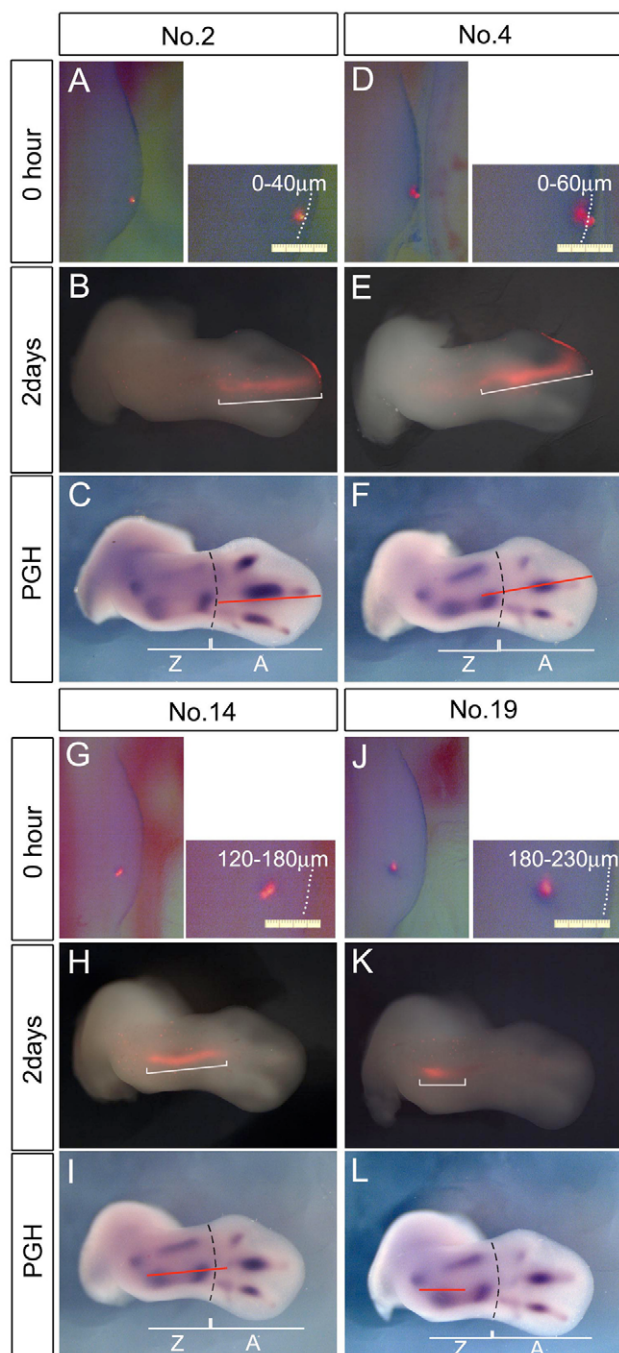 No.2
No.4
0 hour
A
0-40μm
D
0-60μm
2days
B
E
PGH
C
Z
A
F
Z
A
No.14
No.19
0 hour
G
120-180μm
J
180-230μm
2days
H
K
PGH
I
Z
A
L
Z
A